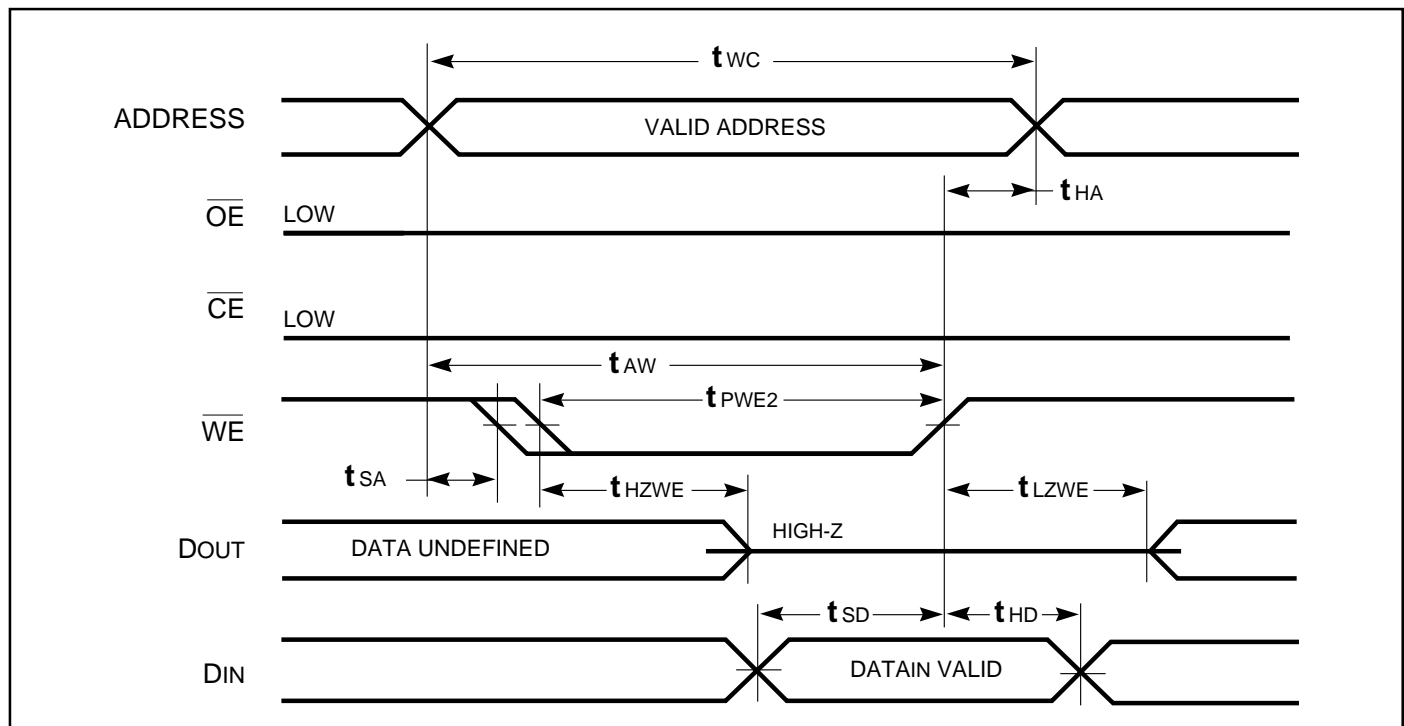 tWC
ADDRESS
VALID ADDRESS
tHA
OE
LOW
CE
LOW
tAW
tPWE2
WE
tSA
tHZWE
tLZWE
DOUT
DATA UNDEFINED
HIGH-Z
tSD
tHD
DIN
DATAIN VALID